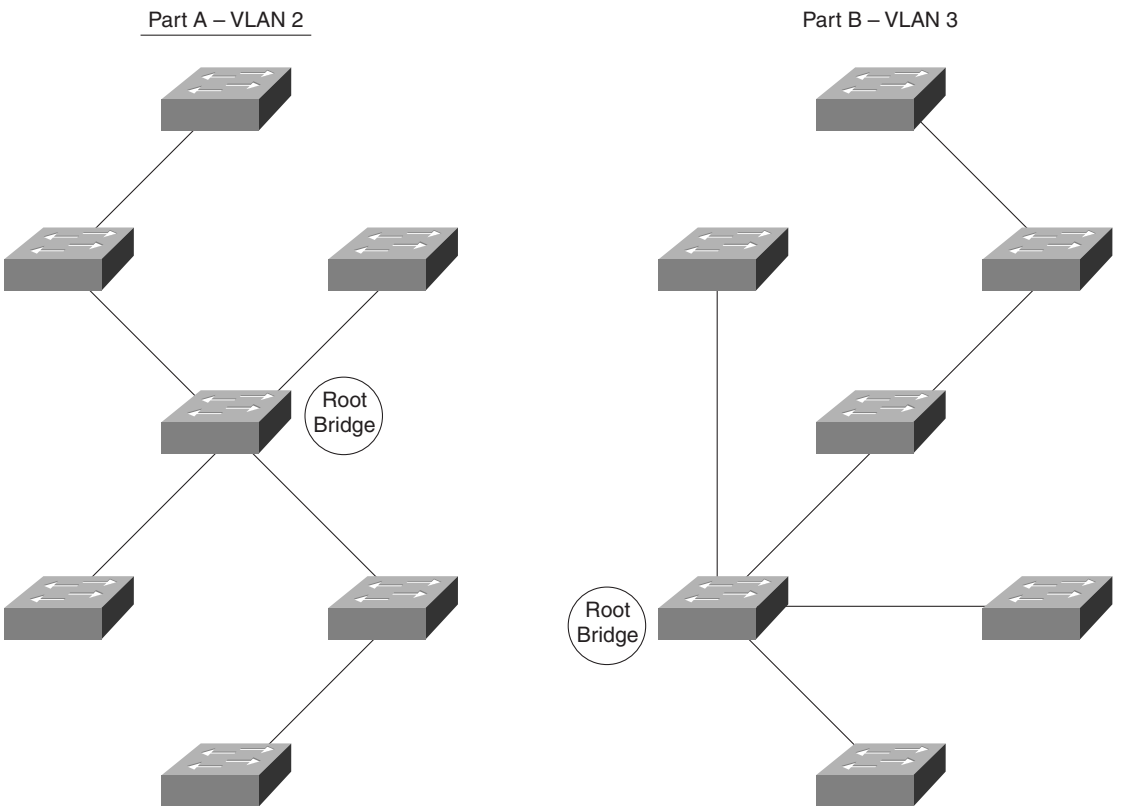 Part A – VLAN 2
Part B – VLAN 3
Root
Bridge
Root
Bridge